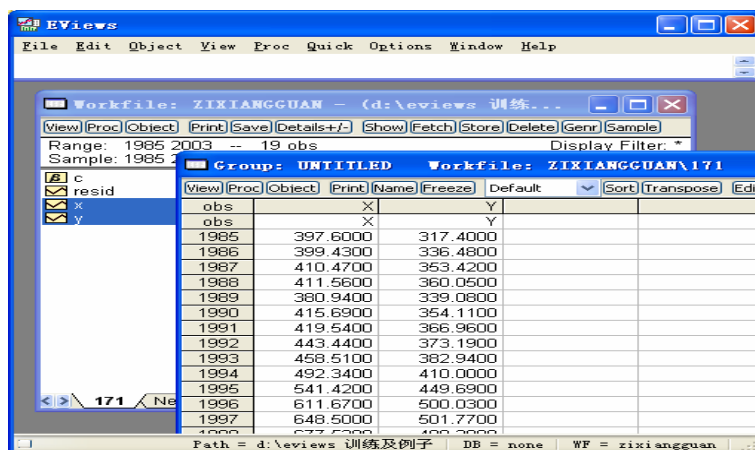 EViews
File Edit Object View Proc Quick Options Window Help
Workfile: ZIXIANGGUAN - (d:\eviews 训练...
View Proc Object Print Save Details+/- Show Fetch Store Delete Genr Sample
Range: 1985 2003 -- 19 obs Display Filter: *
Sample: 1985 2
c
resid
x
y
171 Ne
Group: UNTITLED Workfile: ZIXIANGGUAN\171
View Proc Object Print Name Freeze Default Sort Transpose Edi
obs X Y
obs X Y
1985 397.6000 317.4000
1986 399.4300 336.4800
1987 410.4700 353.4200
1988 411.5600 360.0500
1989 380.9400 339.0800
1990 415.6900 354.1100
1991 419.5400 366.9600
1992 443.4400 373.1900
1993 458.5100 382.9400
1994 492.3400 410.0000
1995 541.4200 449.6900
1996 611.6700 500.0300
1997 648.5000 501.7700
Path = d:\eviews 训练及例子 DB = none WF = zixiangguan